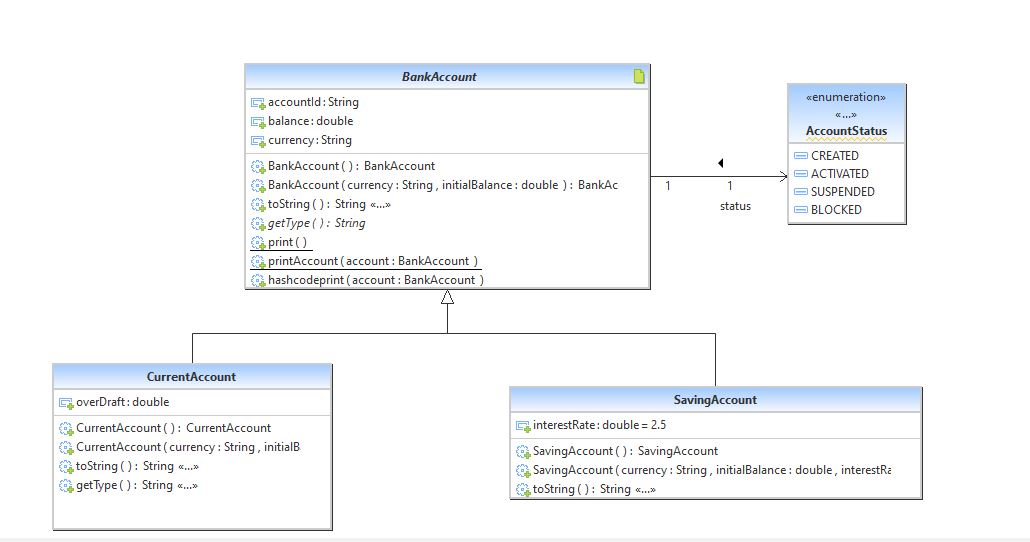 BankAccount
accountId : String
balance : double
currency : String
BankAccount ( ) : BankAccount
BankAccount ( currency : String , initialBalance : double ) : BankAc
toString ( ) : String «...»
getType ( ) : String
print ( )
printAccount ( account : BankAccount )
hashcodeprint ( account : BankAccount )
«enumeration»
«...»
AccountStatus
CREATED
ACTIVATED
SUSPENDED
BLOCKED
1
1
status
CurrentAccount
overDraft : double
CurrentAccount ( ) : CurrentAccount
CurrentAccount ( currency : String , initialB
toString ( ) : String «...»
getType ( ) : String «...»
SavingAccount
interestRate : double = 2.5
SavingAccount ( ) : SavingAccount
SavingAccount ( currency : String , initialBalance : double , interestRa
toString ( ) : String «...»